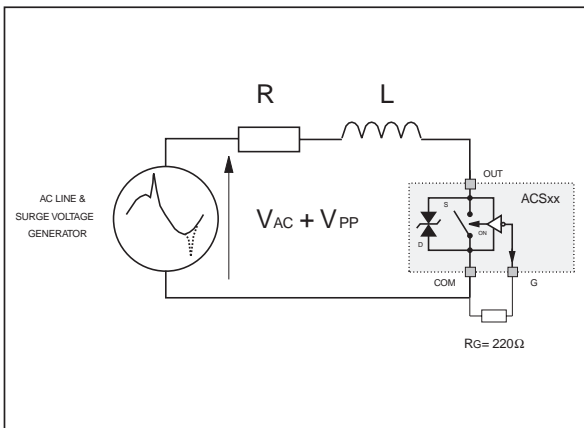 R
L
OUT
ACSxx
AC LINE &
SURGE VOLTAGE
GENERATOR
VAC + VPP
S
ON
D
COM
G
RG= 220Ω